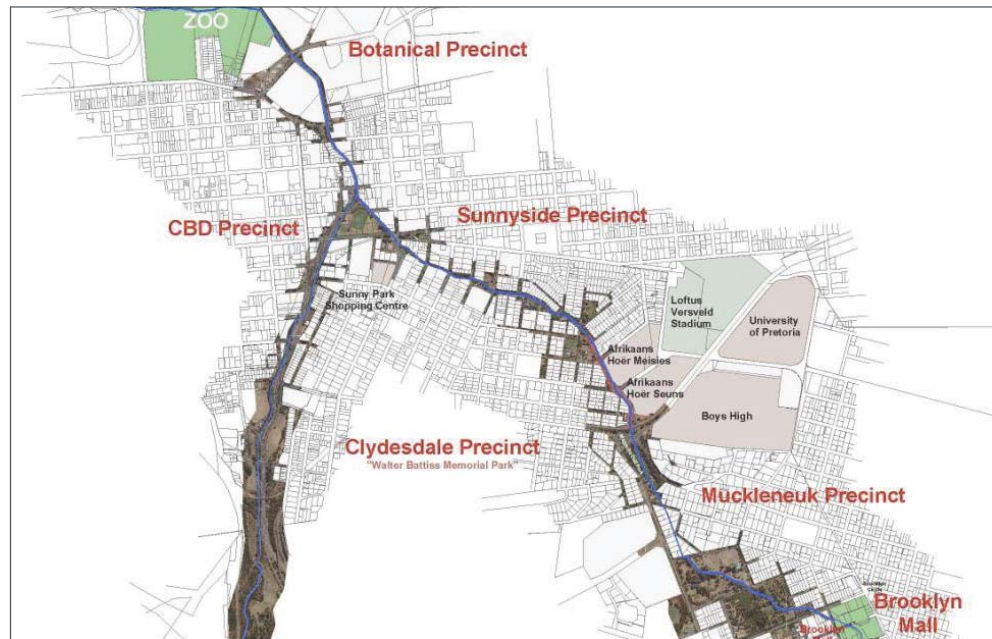 ZOO
Botanical Precinct
CBD Precinct
Sunnyside Precinct
Sunny Park
Shopping Centre
Loftus
Versveld
Stadium
University
of Pretoria
Afrikaans
Hoër Meisies
Afrikaans
Hoër Seuns
Boys High
Clydesdale Precinct
"Walter Battiss Memorial Park"
Muckleneuk Precinct
Brooklyn
Mall
Brooklyn